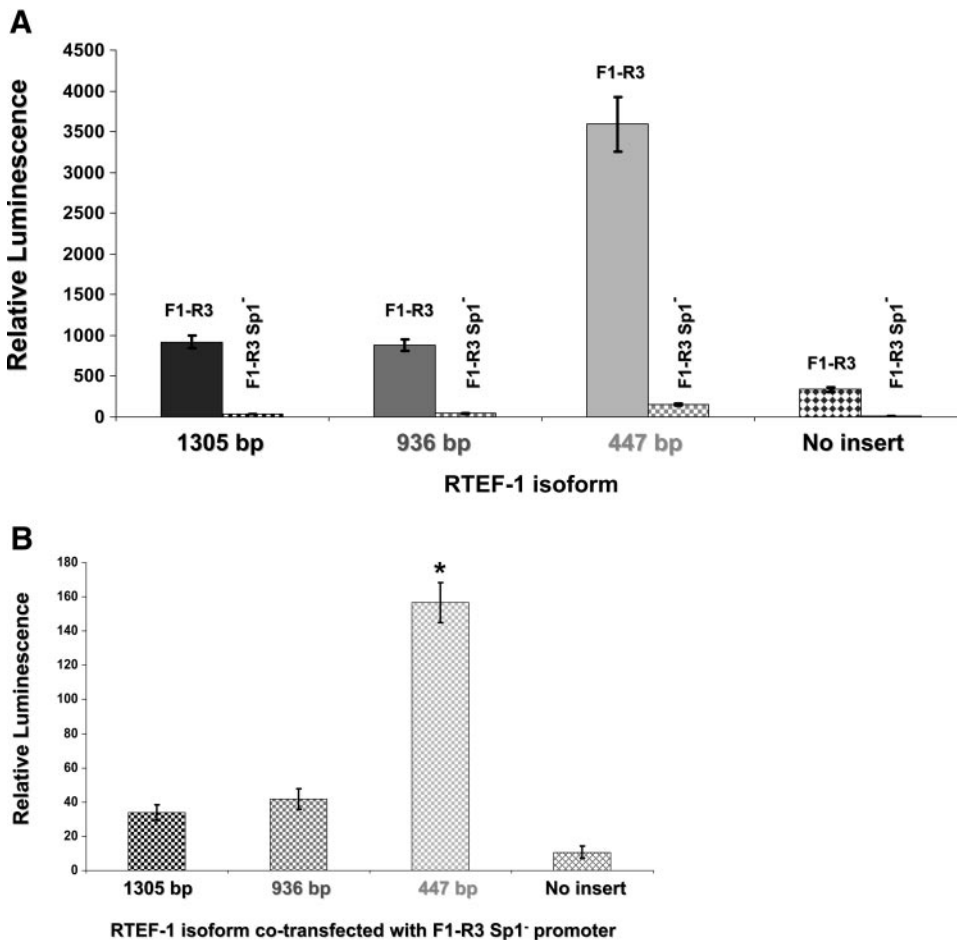 A
Relative Luminescence
4500
4000
3500
3000
2500
2000
1500
1000
500
0
F1-R3
F1-R3 Sp1-
F1-R3
F1-R3 Sp1-
F1-R3
F1-R3 Sp1-
F1-R3
F1-R3 Sp1-
1305 bp 936 bp 447 bp No insert
RTEF-1 isoform
B
Relative Luminescence
180
160
140
120
100
80
60
40
20
0
*
1305 bp 936 bp 447 bp No insert
RTEF-1 isoform co-transfected with F1-R3 Sp1- promoter